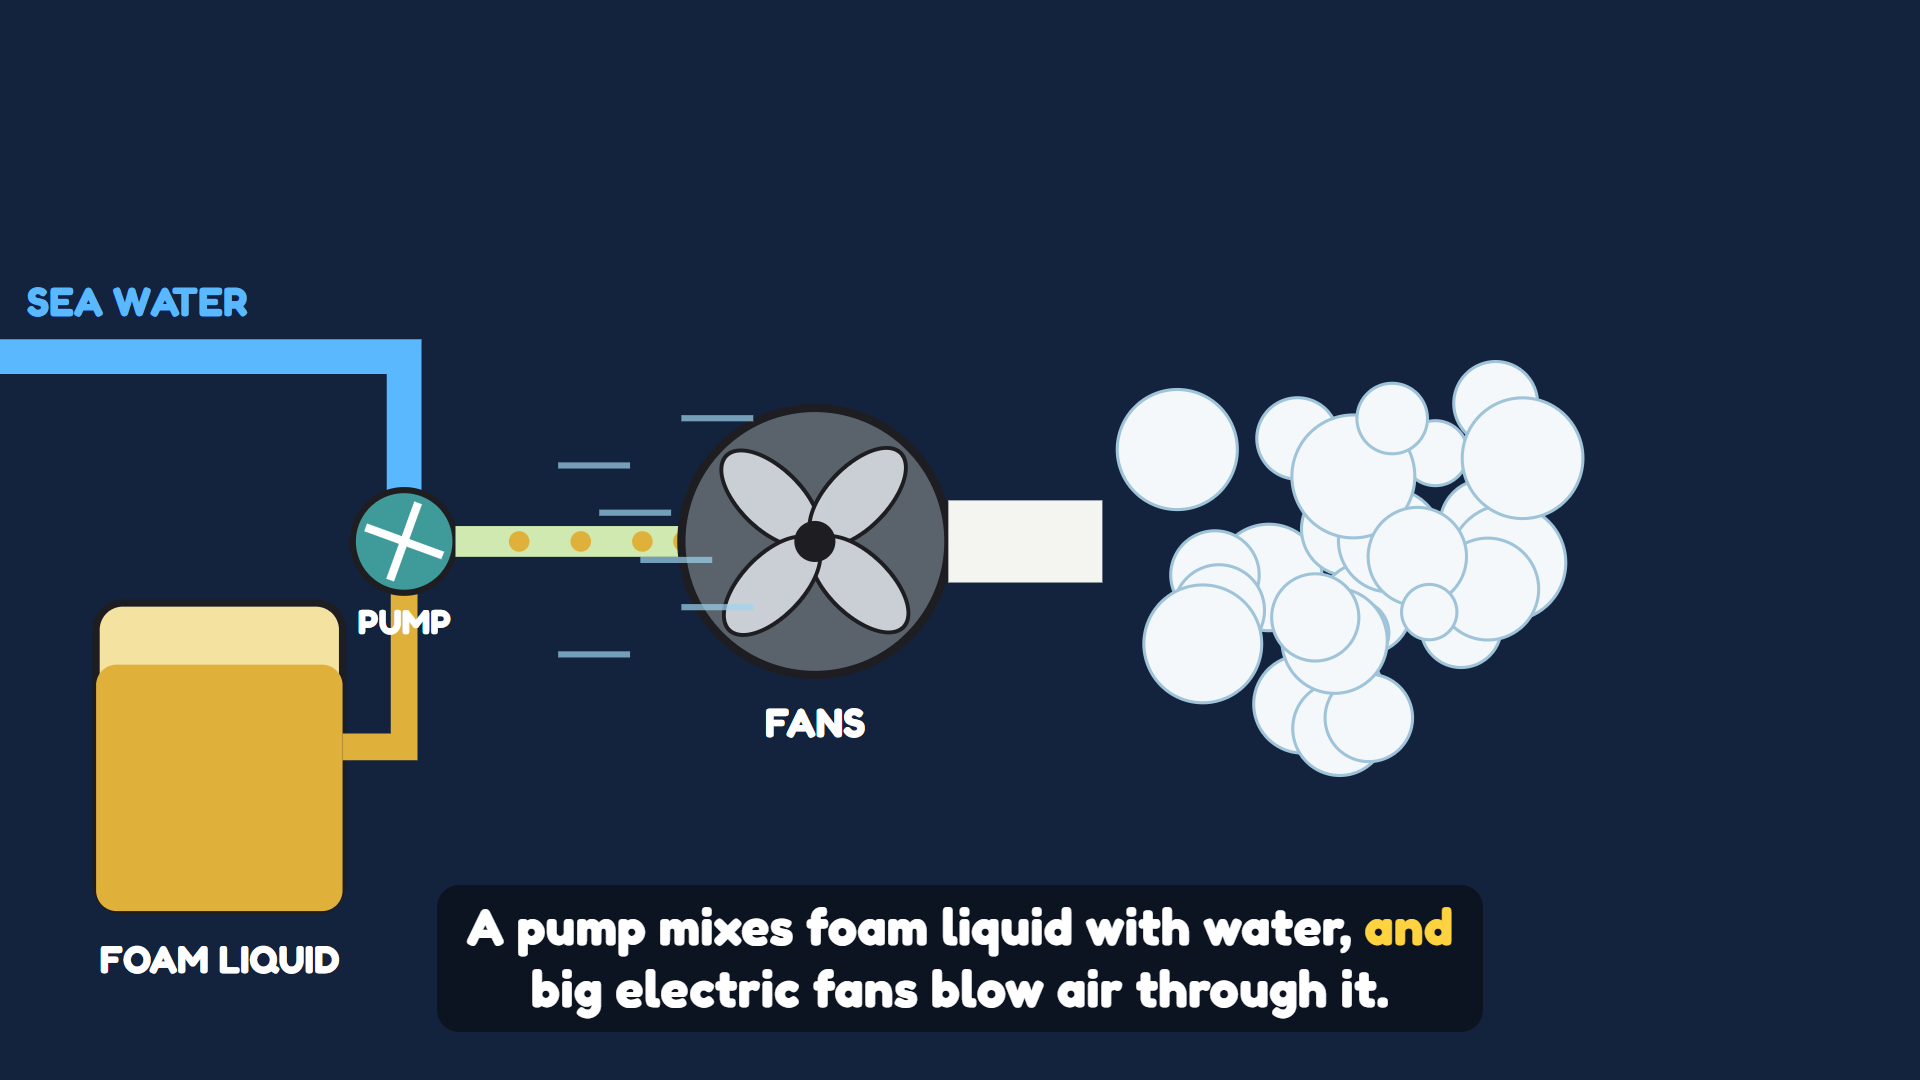 SEA WATER
PUMP
FANS
FOAM LIQUID
A pump mixes foam liquid with water, and
big electric fans blow air through it.